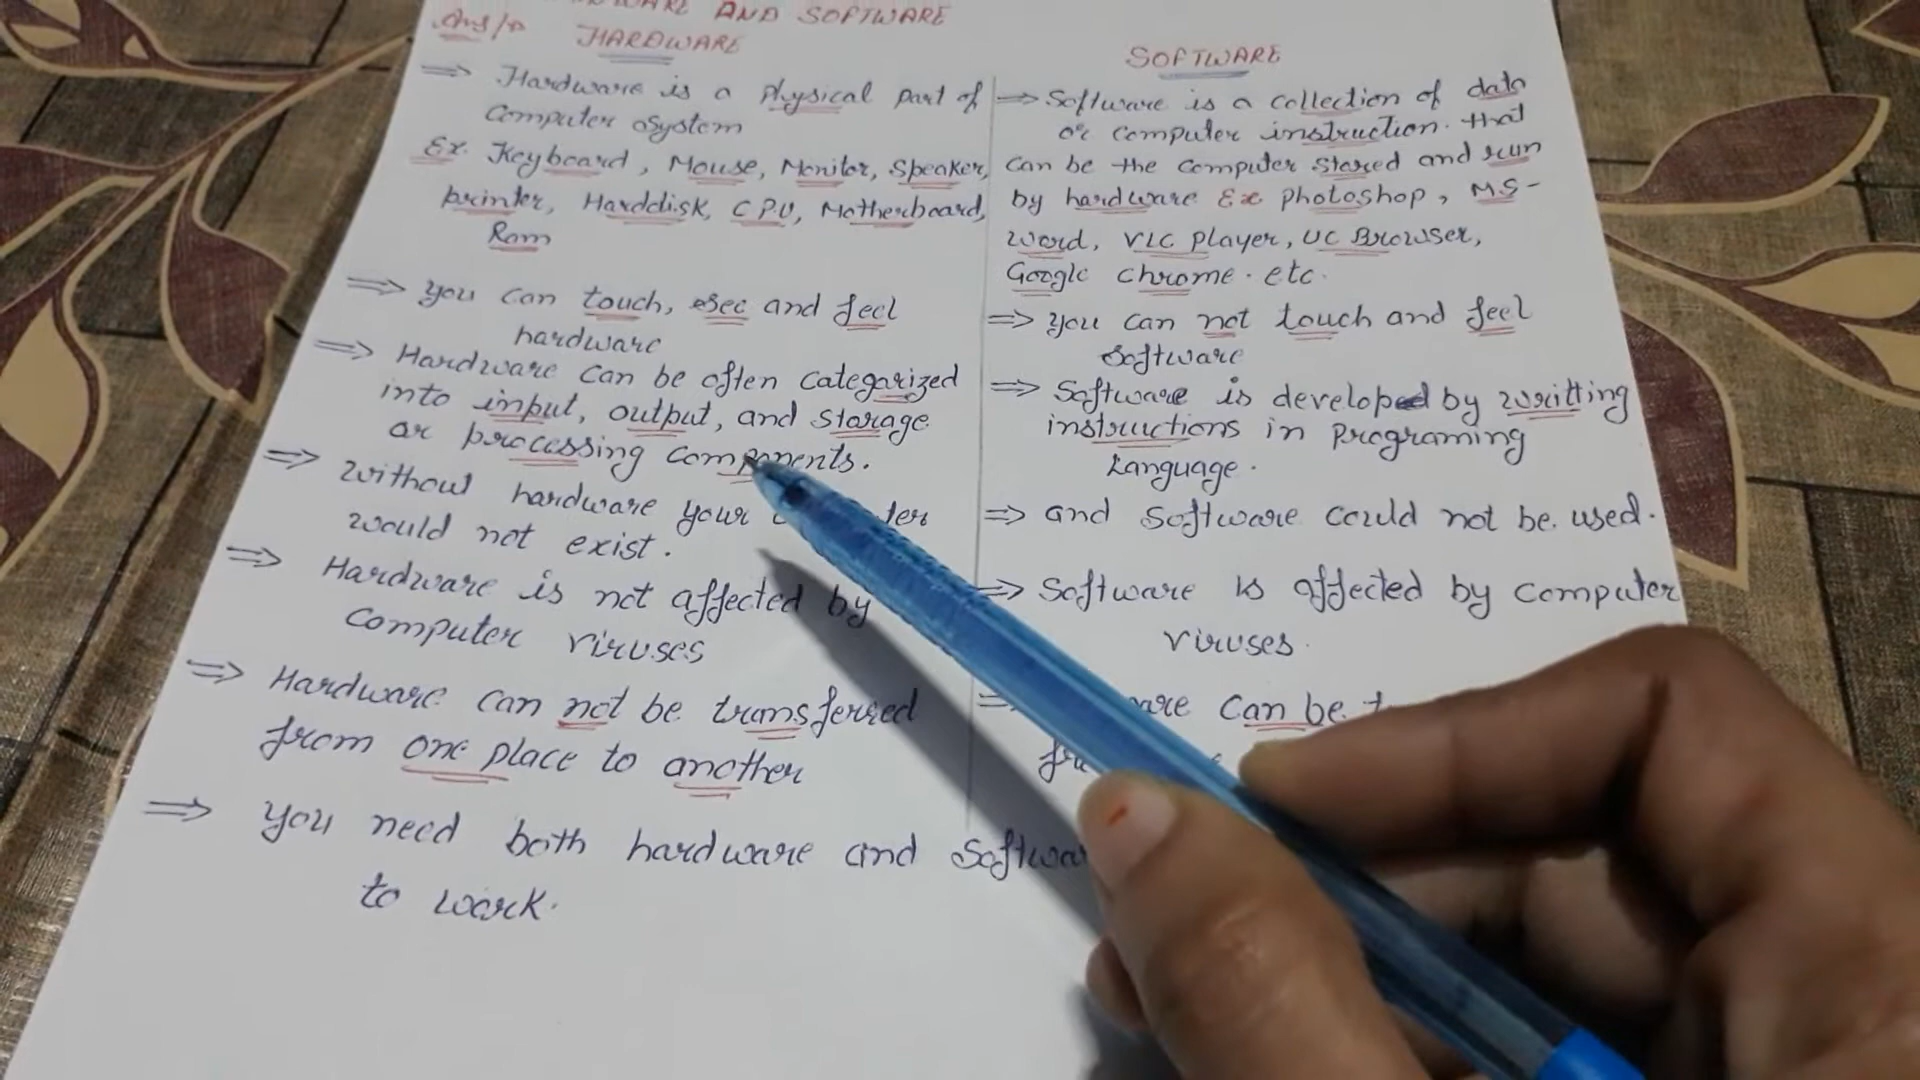 AND SOFTWARE
Ans/-
HARDWARE
⇒ Hardware is a physical part of
Computer System
Ex. Keyboard, Mouse, Monitor, Speaker,
printer, Harddisk, CPU, Motherboard,
Ram
⇒ you can touch, see and feel
hardware
⇒ Hardware can be often categarized
into input, output, and storage
or processing components.
⇒ without hardware your
would not exist.
⇒ Hardware is not affected by
Computer viruses
⇒ Hardware can not be transferred
from one place to another
⇒ you need both hardware and
to work.
SOFTWARE
⇒ Software is a collection of data
or computer instruction. that
can be the computer stored and run
by hardware Ex photoshop, MS-
word, VLC player, UC Browser,
Google chrome. etc.
⇒ you can not touch and feel
Software
⇒ Software is developed by writting
instructions in programing
Language.
⇒ and software could not be used.
⇒ Software is affected by computer
viruses.
can be